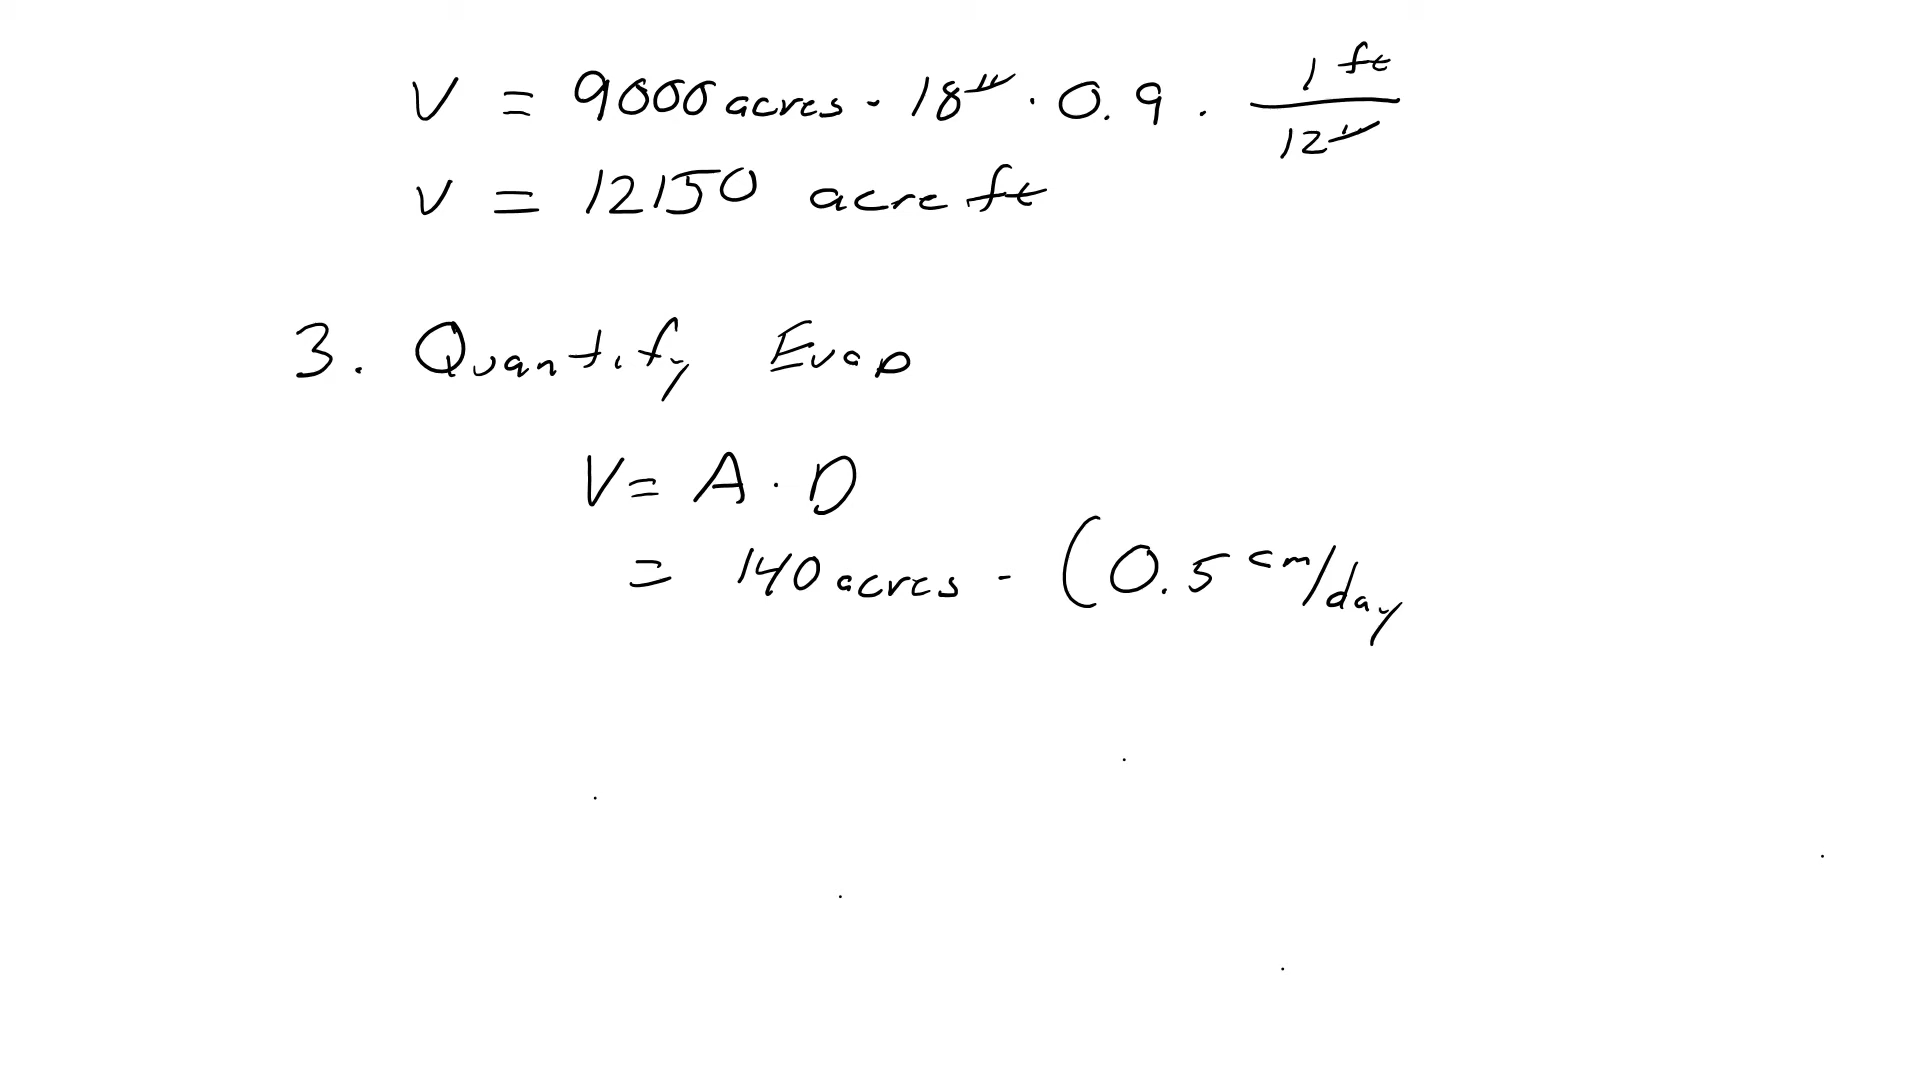 V = 9000 acres · 18" · 0.9 · 1 ft / 12"
V = 12150 acre ft
3. Quantify Evap
V = A · D
= 140 acres · (0.5 cm/day